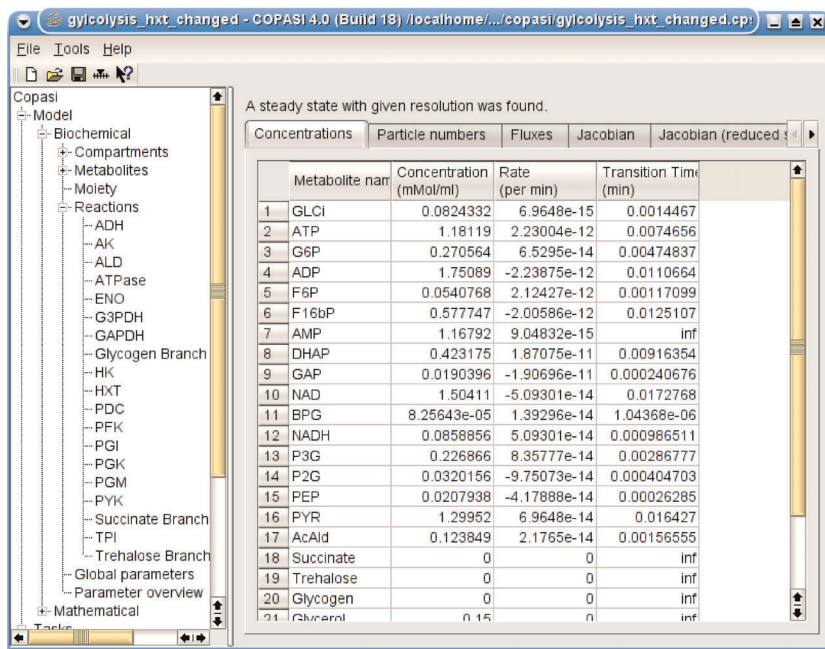 gylcolysis_hxt_changed - COPASI 4.0 (Build 18) /localhome/.../copasi/gylcolysis_hxt_changed.cps
File Tools Help
Copasi
Model
Biochemical
Compartments
Metabolites
Moiety
Reactions
ADH
AK
ALD
ATPase
ENO
G3PDH
GAPDH
Glycogen Branch
HK
HXT
PDC
PFK
PGI
PGK
PGM
PYK
Succinate Branch
TPI
Trehalose Branch
Global parameters
Parameter overview
Mathematical
Tasks
A steady state with given resolution was found.
Concentrations Particle numbers Fluxes Jacobian Jacobian (reduced s
Metabolite nam Concentration (mMol/ml) Rate (per min) Transition Time (min)
1 GLCi 0.0824332 6.9648e-15 0.0014467
2 ATP 1.18119 2.23004e-12 0.0074656
3 G6P 0.270564 6.5295e-14 0.00474837
4 ADP 1.75089 -2.23875e-12 0.0110664
5 F6P 0.0540768 2.12427e-12 0.00117099
6 F16bP 0.577747 -2.00586e-12 0.0125107
7 AMP 1.16792 9.04832e-15 inf
8 DHAP 0.423175 1.87075e-11 0.00916354
9 GAP 0.0190396 -1.90696e-11 0.000240676
10 NAD 1.50411 -5.09301e-14 0.0172768
11 BPG 8.25643e-05 1.39296e-14 1.04368e-06
12 NADH 0.0858856 5.09301e-14 0.000986511
13 P3G 0.226866 8.35777e-14 0.00286777
14 P2G 0.0320156 -9.75073e-14 0.000404703
15 PEP 0.0207938 -4.17888e-14 0.00026285
16 PYR 1.29952 6.9648e-14 0.016427
17 AcAld 0.123849 2.1765e-14 0.00156555
18 Succinate 0 0 inf
19 Trehalose 0 0 inf
20 Glycogen 0 0 inf
21 Glycerol 0.15 0 inf